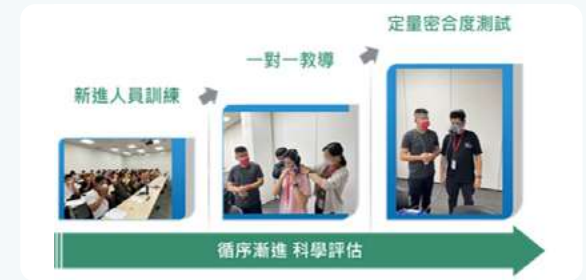 定量密合度測試
一對一教導
新進人員訓練
循序漸進 科學評估